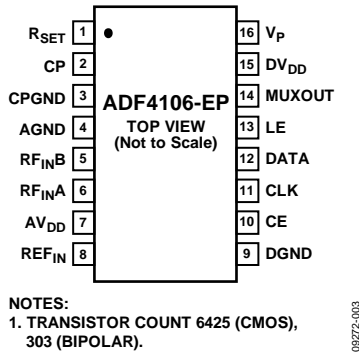 RSET 1
CP 2
CPGND 3
AGND 4
RFINB 5
RFINA 6
AVDD 7
REFIN 8
ADF4106-EP
TOP VIEW
(Not to Scale)
16 VP
15 DVDD
14 MUXOUT
13 LE
12 DATA
11 CLK
10 CE
9 DGND
NOTES:
1. TRANSISTOR COUNT 6425 (CMOS),
303 (BIPOLAR).
09272-003